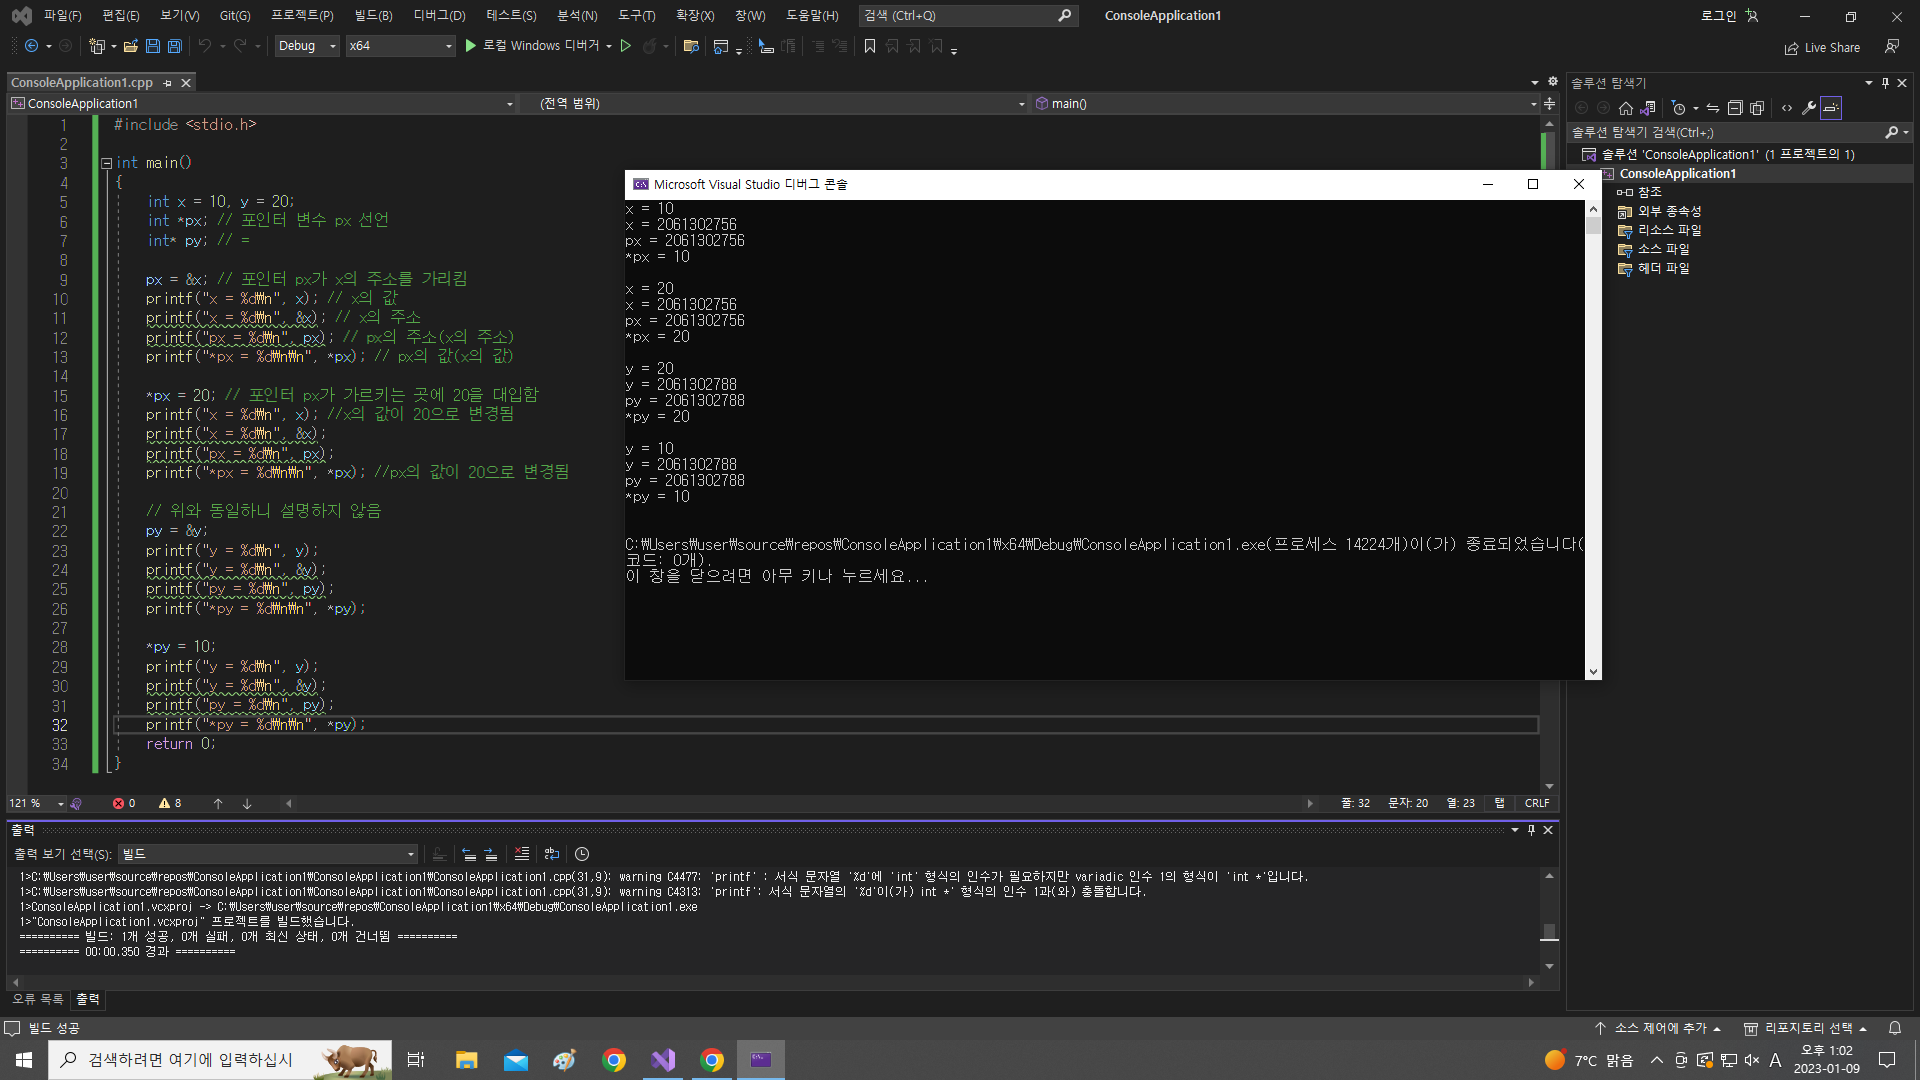 파일(F) 편집(E) 보기(V) Git(G) 프로젝트(P) 빌드(B) 디버그(D) 테스트(S) 분석(N) 도구(T) 확장(X) 창(W) 도움말(H) 검색 (Ctrl+Q) ConsoleApplication1 로그인
Debug x64 로컬 Windows 디버거 Live Share
ConsoleApplication1.cpp
ConsoleApplication1 (전역 범위) main()
1 #include <stdio.h>
2
3 int main()
4 {
5 int x = 10, y = 20;
6 int *px; // 포인터 변수 px 선언
7 int* py; // =
8
9 px = &x; // 포인터 px가 x의 주소를 가리킴
10 printf("x = %d₩n", x); // x의 값
11 printf("x = %d₩n", &x); // x의 주소
12 printf("px = %d₩n", px); // px의 주소(x의 주소)
13 printf("*px = %d₩n₩n", *px); // px의 값(x의 값)
14
15 *px = 20; // 포인터 px가 가르키는 곳에 20을 대입함
16 printf("x = %d₩n", x); //x의 값이 20으로 변경됨
17 printf("x = %d₩n", &x);
18 printf("px = %d₩n", px);
19 printf("*px = %d₩n₩n", *px); //px의 값이 20으로 변경됨
20
21 // 위와 동일하니 설명하지 않음
22 py = &y;
23 printf("y = %d₩n", y);
24 printf("y = %d₩n", &y);
25 printf("py = %d₩n", py);
26 printf("*py = %d₩n₩n", *py);
27
28 *py = 10;
29 printf("y = %d₩n", y);
30 printf("y = %d₩n", &y);
31 printf("py = %d₩n", py);
32 printf("*py = %d₩n₩n", *py);
33 return 0;
34 }
Microsoft Visual Studio 디버그 콘솔
x = 10
x = 2061302756
px = 2061302756
*px = 10
x = 20
x = 2061302756
px = 2061302756
*px = 20
y = 20
y = 2061302788
py = 2061302788
*py = 20
y = 10
y = 2061302788
py = 2061302788
*py = 10
C:₩Users₩user₩source₩repos₩ConsoleApplication1₩x64₩Debug₩ConsoleApplication1.exe(프로세스 14224개)이(가) 종료되었습니다(
코드: 0개).
이 창을 닫으려면 아무 키나 누르세요...
솔루션 탐색기
솔루션 탐색기 검색(Ctrl+;)
솔루션 'ConsoleApplication1' (1 프로젝트의 1)
ConsoleApplication1
참조
외부 종속성
리소스 파일
소스 파일
헤더 파일
121 % 0 8 줄: 32 문자: 20 열: 23 탭 CRLF
출력
출력 보기 선택(S): 빌드
1>C:₩Users₩user₩source₩repos₩ConsoleApplication1₩ConsoleApplication1₩ConsoleApplication1.cpp(31,9): warning C4477: 'printf' : 서식 문자열 '%d'에 'int' 형식의 인수가 필요하지만 variadic 인수 1의 형식이 'int *'입니다.
1>C:₩Users₩user₩source₩repos₩ConsoleApplication1₩ConsoleApplication1₩ConsoleApplication1.cpp(31,9): warning C4313: 'printf': 서식 문자열의 '%d'이(가) int *' 형식의 인수 1과(와) 충돌합니다.
1>ConsoleApplication1.vcxproj -> C:₩Users₩user₩source₩repos₩ConsoleApplication1₩x64₩Debug₩ConsoleApplication1.exe
1>"ConsoleApplication1.vcxproj" 프로젝트를 빌드했습니다.
========== 빌드: 1개 성공, 0개 실패, 0개 최신 상태, 0개 건너뜀 ==========
========== 00:00.350 경과 ==========
오류 목록 출력
빌드 성공 소스 제어에 추가 리포지토리 선택
검색하려면 여기에 입력하십시 7°C 맑음 A 오후 1:02
2023-01-09